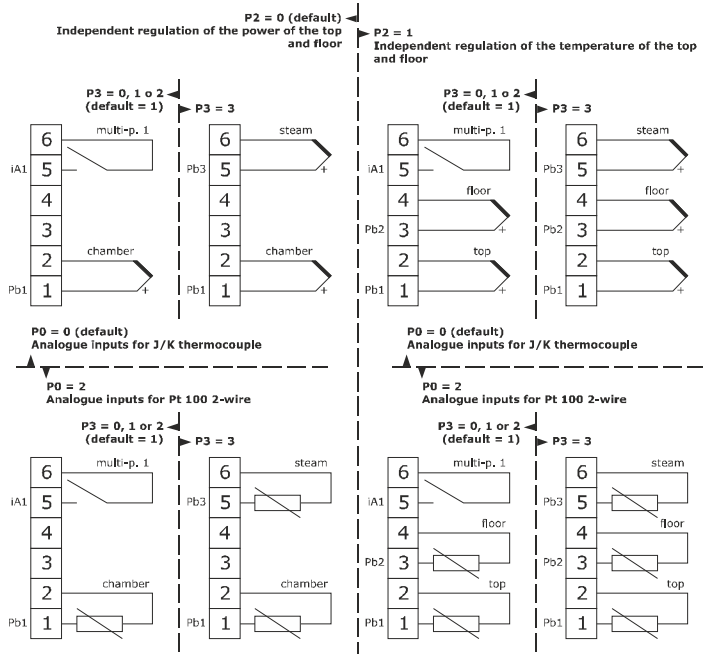 P2 = 0 (default)
Independent regulation of the power of the top
and floor
P2 = 1
Independent regulation of the temperature of the top
and floor
P3 = 0, 1 o 2
(default = 1)
P3 = 3
6
5
4
3
2
1
multi-p. 1
iA1
chamber
+
Pb1
6
5
4
3
2
1
steam
Pb3
+
chamber
+
Pb1
P3 = 0, 1 o 2
(default = 1)
P3 = 3
6
5
4
3
2
1
multi-p. 1
iA1
floor
Pb2
+
top
Pb1
+
6
5
4
3
2
1
steam
Pb3
+
floor
Pb2
+
top
Pb1
+
P0 = 0 (default)
Analogue inputs for J/K thermocouple
P0 = 2
Analogue inputs for Pt 100 2-wire
P0 = 0 (default)
Analogue inputs for J/K thermocouple
P0 = 2
Analogue inputs for Pt 100 2-wire
P3 = 0, 1 or 2
(default = 1)
P3 = 3
6
5
4
3
2
1
multi-p. 1
iA1
chamber
Pb1
6
5
4
3
2
1
steam
Pb3
chamber
Pb1
P3 = 0, 1 or 2
(default = 1)
P3 = 3
6
5
4
3
2
1
multi-p. 1
iA1
floor
Pb2
top
Pb1
6
5
4
3
2
1
steam
Pb3
floor
Pb2
top
Pb1